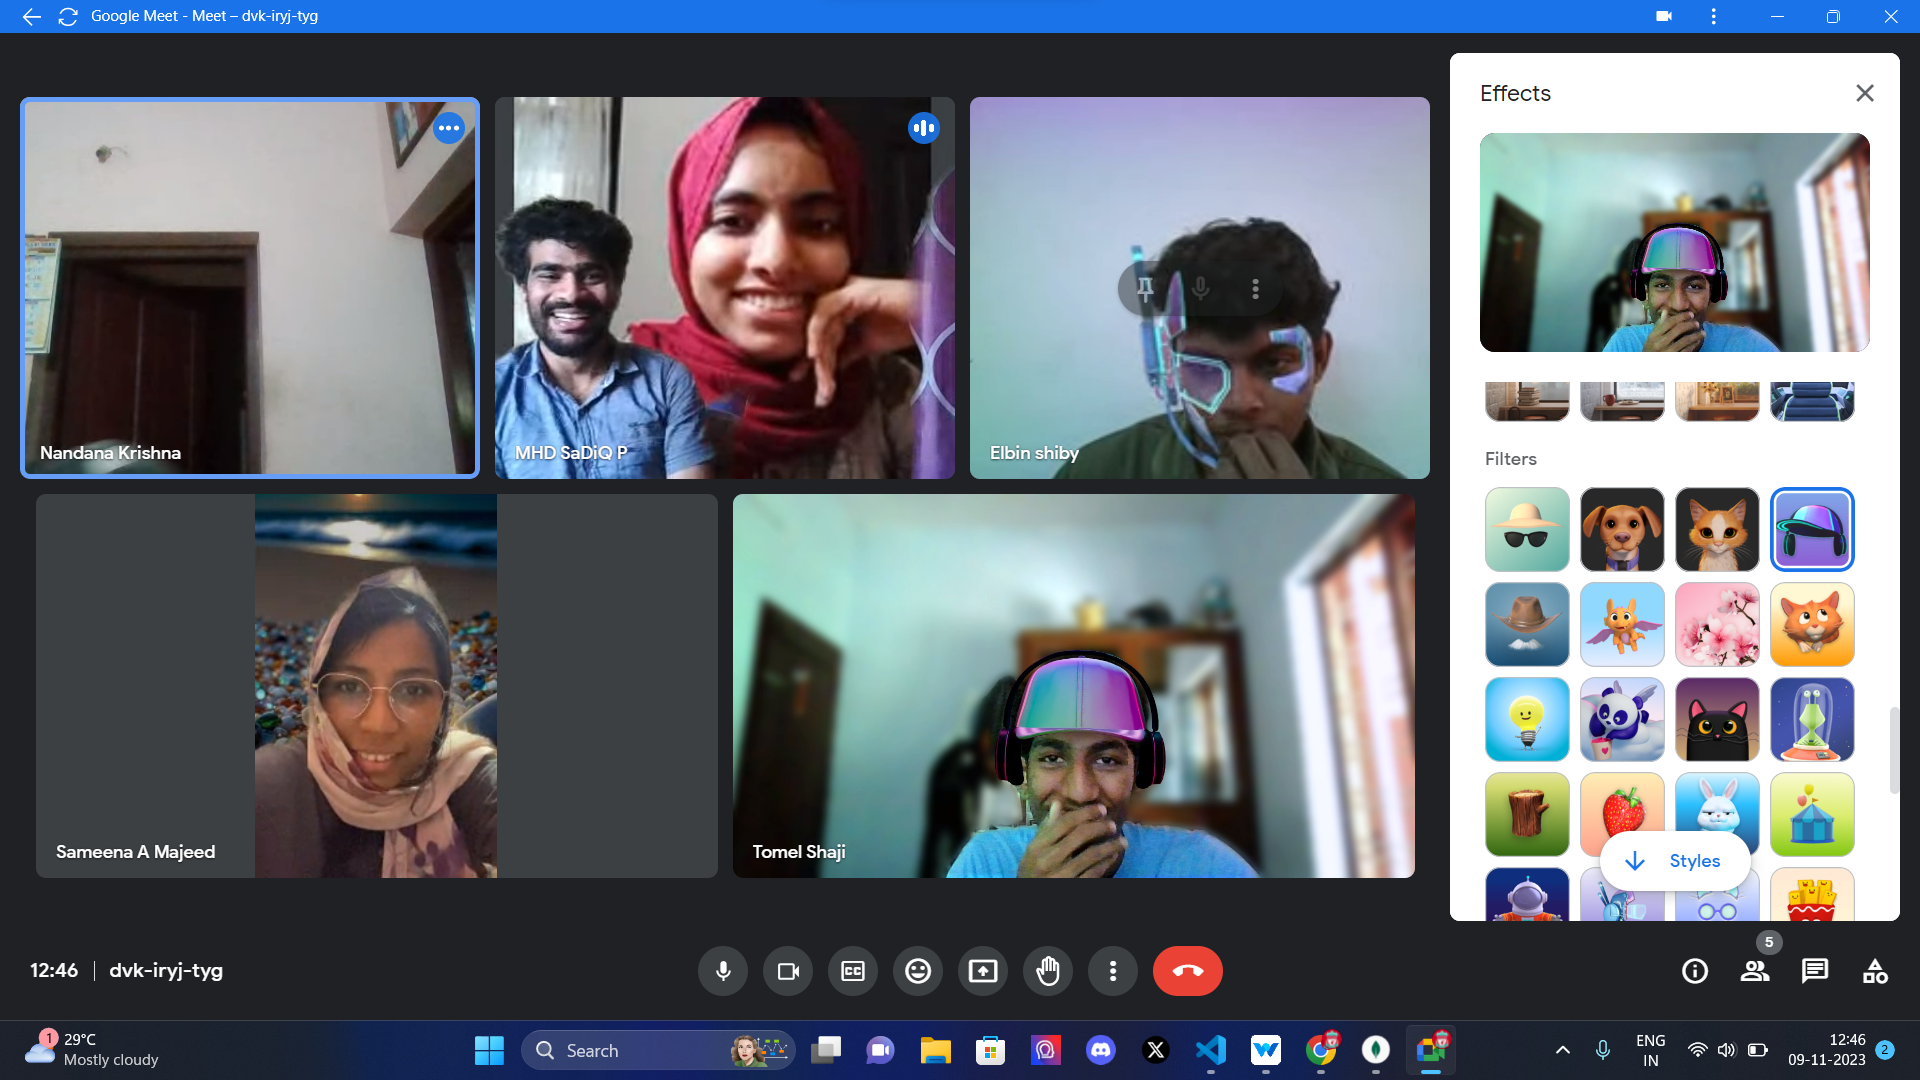 Google Meet - Meet – dvk-iryj-tyg
Effects
Nandana Krishna
MHD SaDiQ P
Elbin shiby
Filters
Sameena A Majeed
Tomel Shaji
Styles
12:46 | dvk-iryj-tyg
CC
5
1
29°C
Mostly cloudy
Search
ENG
IN
12:46
09-11-2023
2